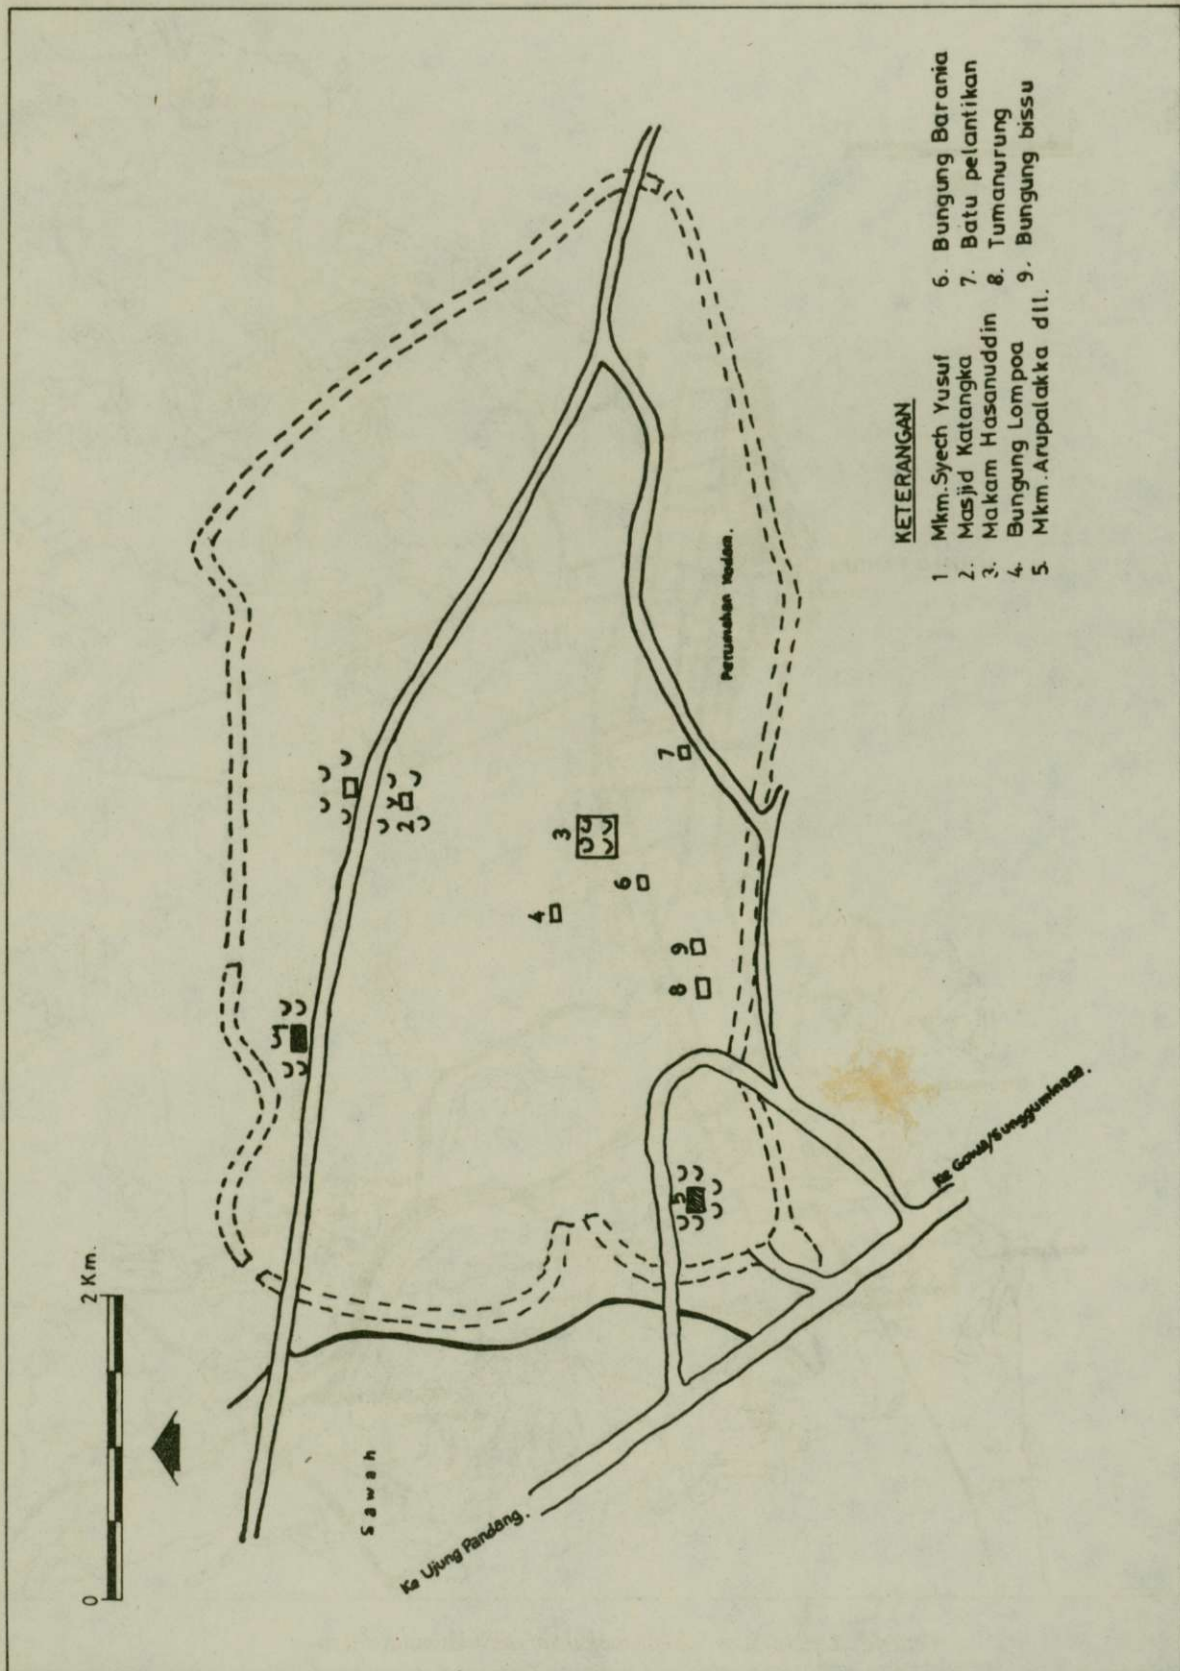 0
2 Km.
Sawah
Ke Ujung Pandang.
1
2
3
4
5
6
7
8
9
Perumahan Kodam.
Ke Gowa/Sungguminasa.
KETERANGAN
1 Mkm.Syech Yusuf
2. Masjid Katangka
3. Makam Hasanuddin
4. Bungung Lompoa
5. Mkm.Arupalakka dll.
6. Bungung Barania
7. Batu pelantikan
8. Tumanurung
9. Bungung bissu